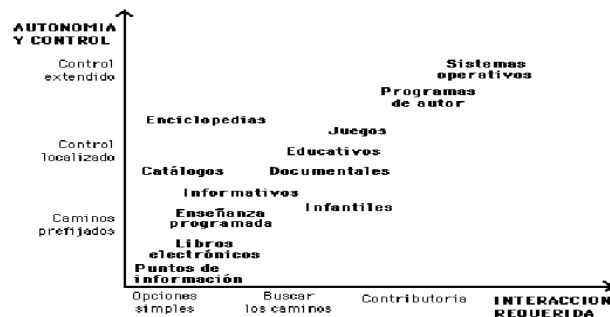 AUTONOMIA
Y CONTROL
Control
extendido
Sistemas
operativos
Programas
de autor
Enciclopedias
Juegos
Control
localizado
Educativos
Catálogos
Documentales
Informativos
Enseñanza
programada
Infantiles
Caminos
prefijados
Libros
electrónicos
Puntos de
información
Opciones
simples
Buscar
los caminos
Contributoria
INTERACCION
REQUERIDA